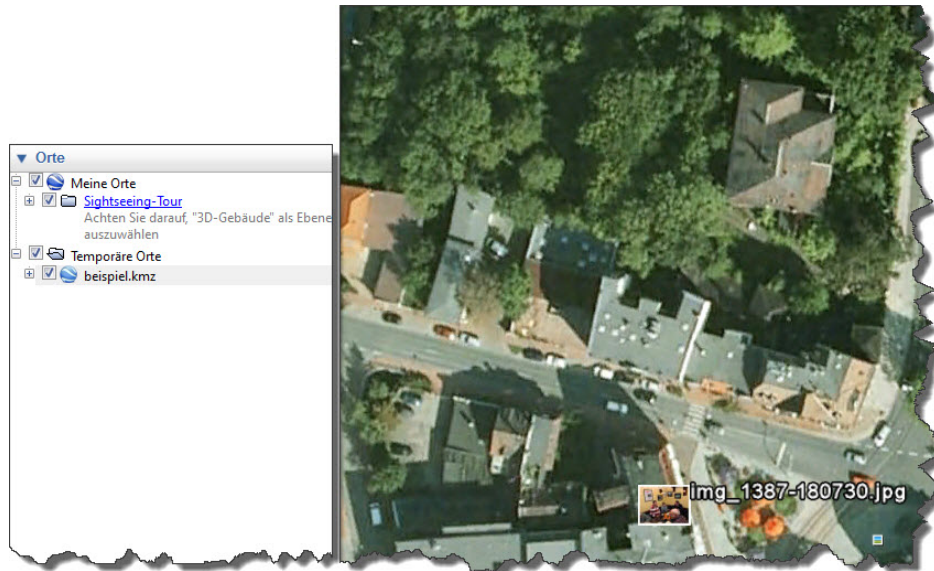 Orte
Meine Orte
Sightseeing-Tour
Achten Sie darauf, "3D-Gebäude" als Ebene
auszuwählen
Temporäre Orte
beispiel.kmz
img_1387-180730.jpg